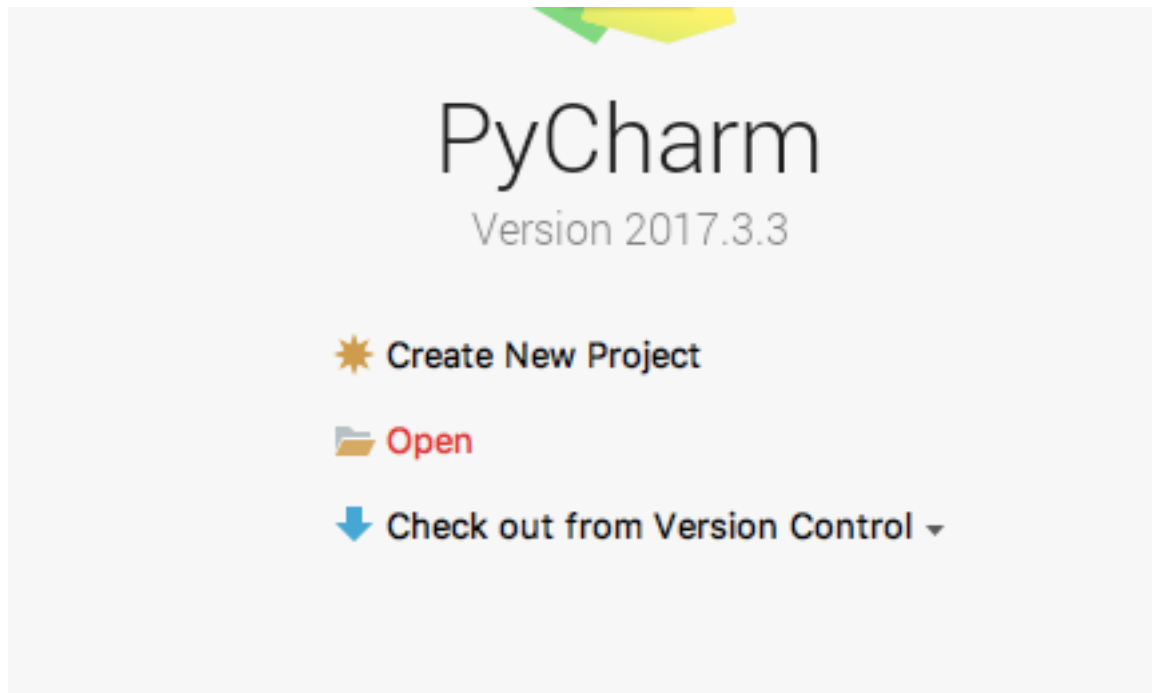 PyCharm
Version 2017.3.3
Create New Project
Open
Check out from Version Control